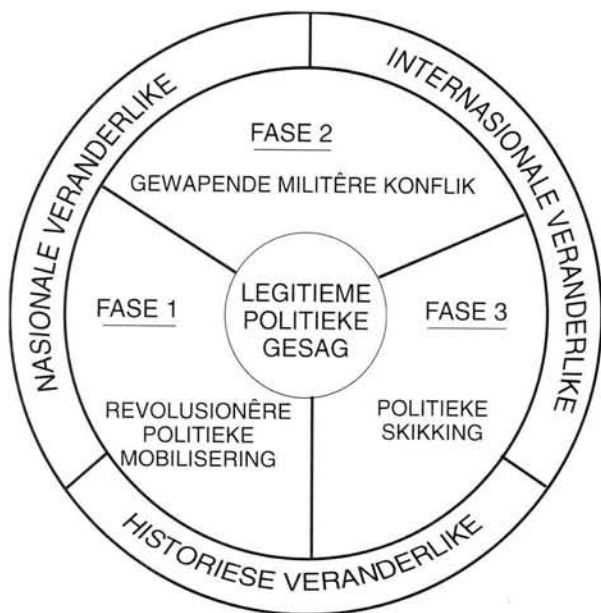 NASIONALE VERANDERLIKE
INTERNASIONALE VERANDERLIKE
FASE 2
GEWAPENDE MILITÊRE KONFLIK
LEGITIEME
POLITIEKE
GESAG
FASE 1
REVOLUSIONÊRE
POLITIEKE
MOBILISERING
FASE 3
POLITIEKE
SKIKKING
HISTORIESE VERANDERLIKE